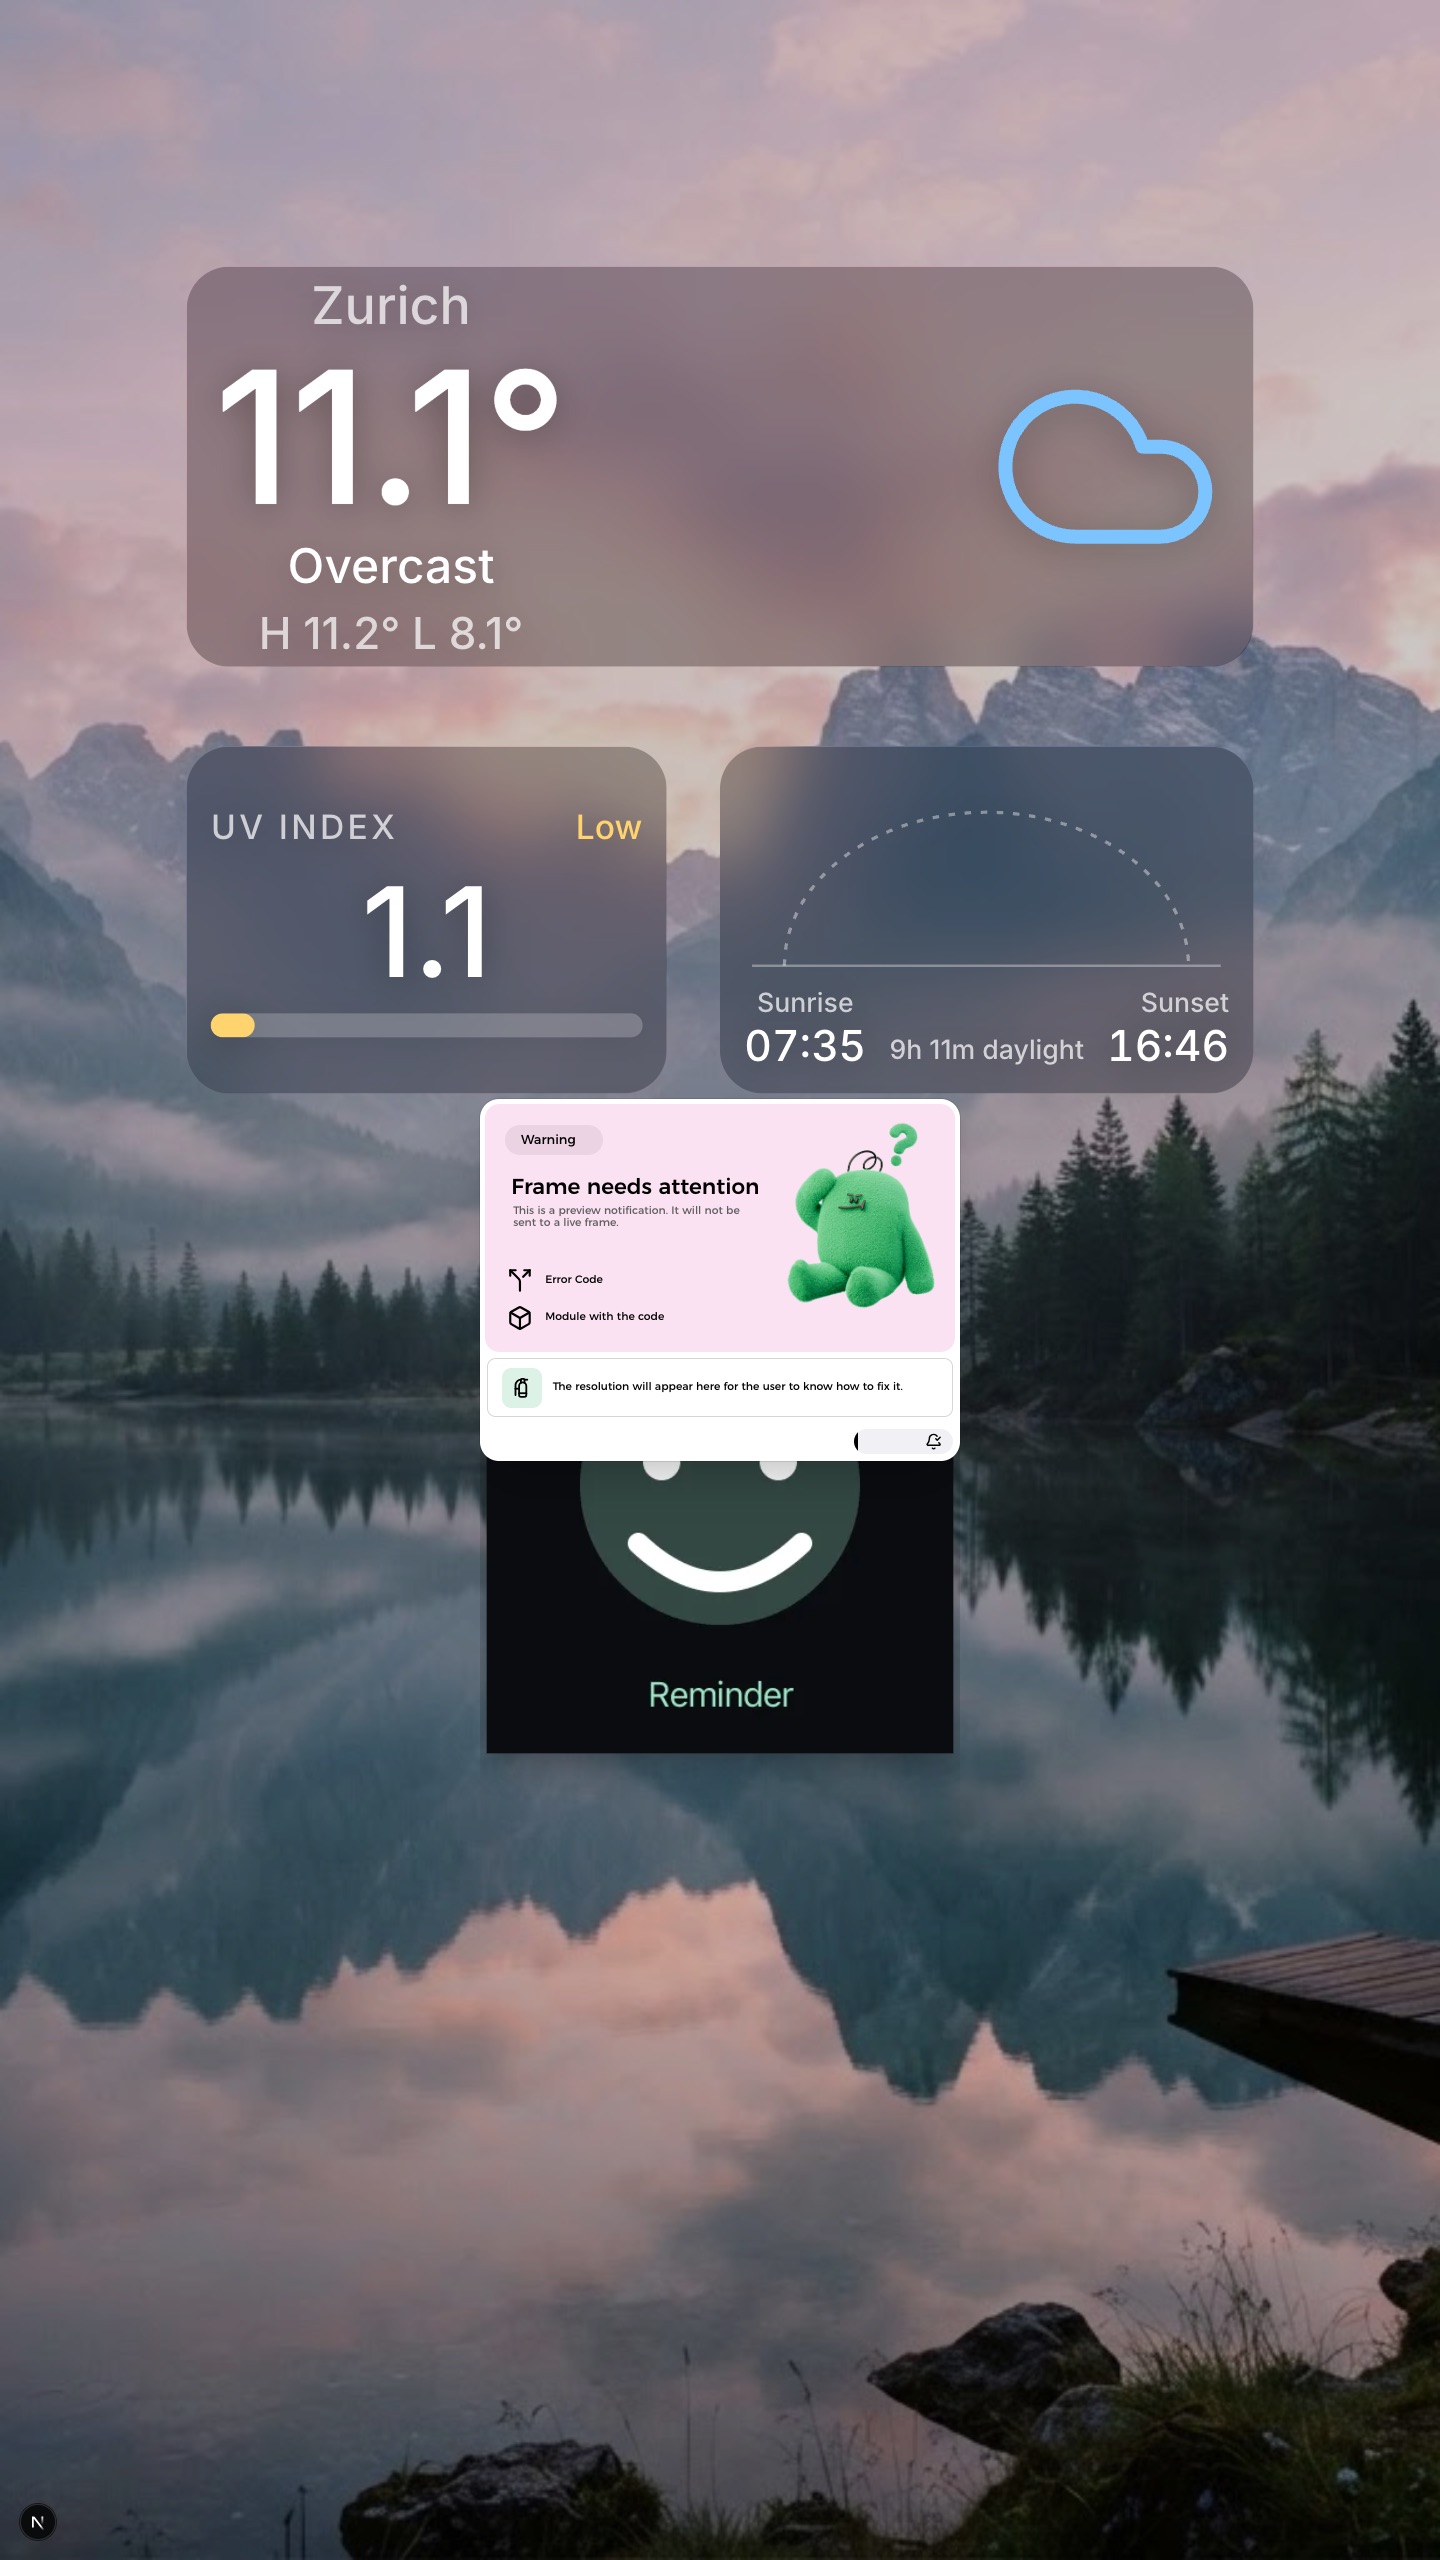 Zurich
11.1°
Overcast
H 11.2° L 8.1°
UV INDEX
Low
1.1
Sunrise
07:35
9h 11m daylight
Sunset
16:46
Warning
Frame needs attention
This is a preview notification. It will not be
sent to a live frame.
Error Code
Module with the code
The resolution will appear here for the user to know how to fix it.
Reminder
N